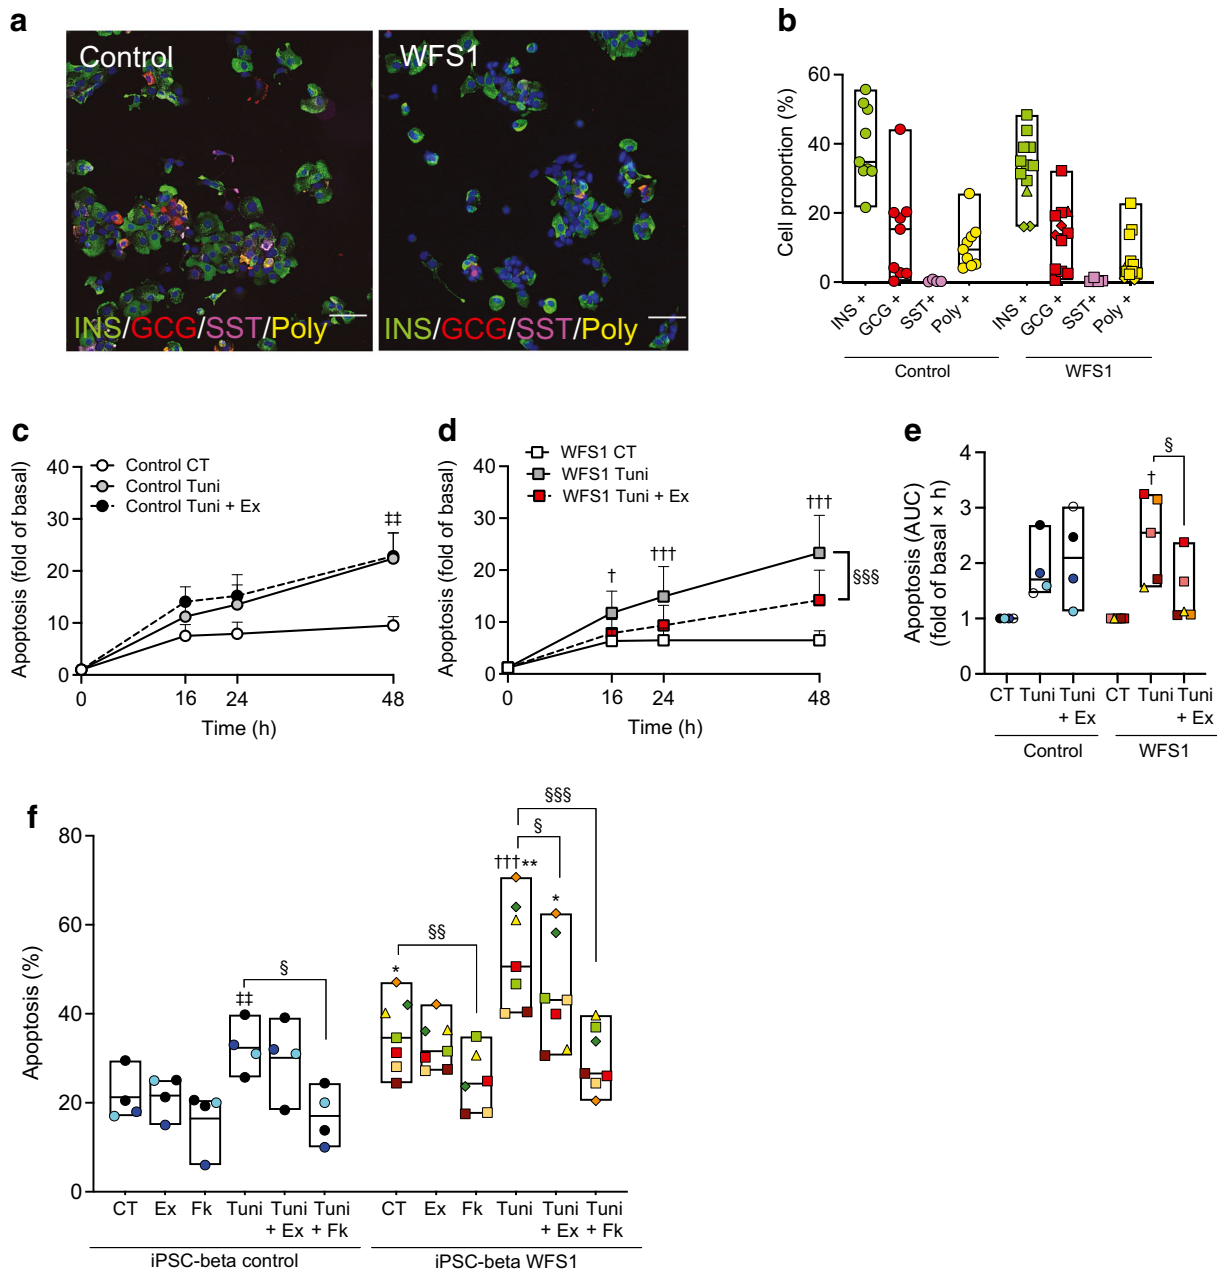 a
Control
INS/GCG/SST/Poly
WFS1
INS/GCG/SST/Poly
b
Cell proportion (%)
60
40
20
0
INS +
GCG +
SST+
Poly +
INS +
GCG +
SST+
Poly +
Control
WFS1
c
Apoptosis (fold of basal)
40
30
20
10
0
Control CT
Control Tuni
Control Tuni + Ex
‡‡
0
16
24
48
Time (h)
d
Apoptosis (fold of basal)
40
30
20
10
0
WFS1 CT
WFS1 Tuni
WFS1 Tuni + Ex
†
†††
†††
§§§
0
16
24
48
Time (h)
e
Apoptosis (AUC)
(fold of basal × h)
4
3
2
1
0
†
§
CT
Tuni
Tuni
+ Ex
CT
Tuni
Tuni
+ Ex
Control
WFS1
f
Apoptosis (%)
80
60
40
20
0
‡‡
§
*
§§
†††**
§
*
§§§
CT
Ex
Fk
Tuni
Tuni
+ Ex
Tuni
+ Fk
CT
Ex
Fk
Tuni
Tuni
+ Ex
Tuni
+ Fk
iPSC-beta control
iPSC-beta WFS1